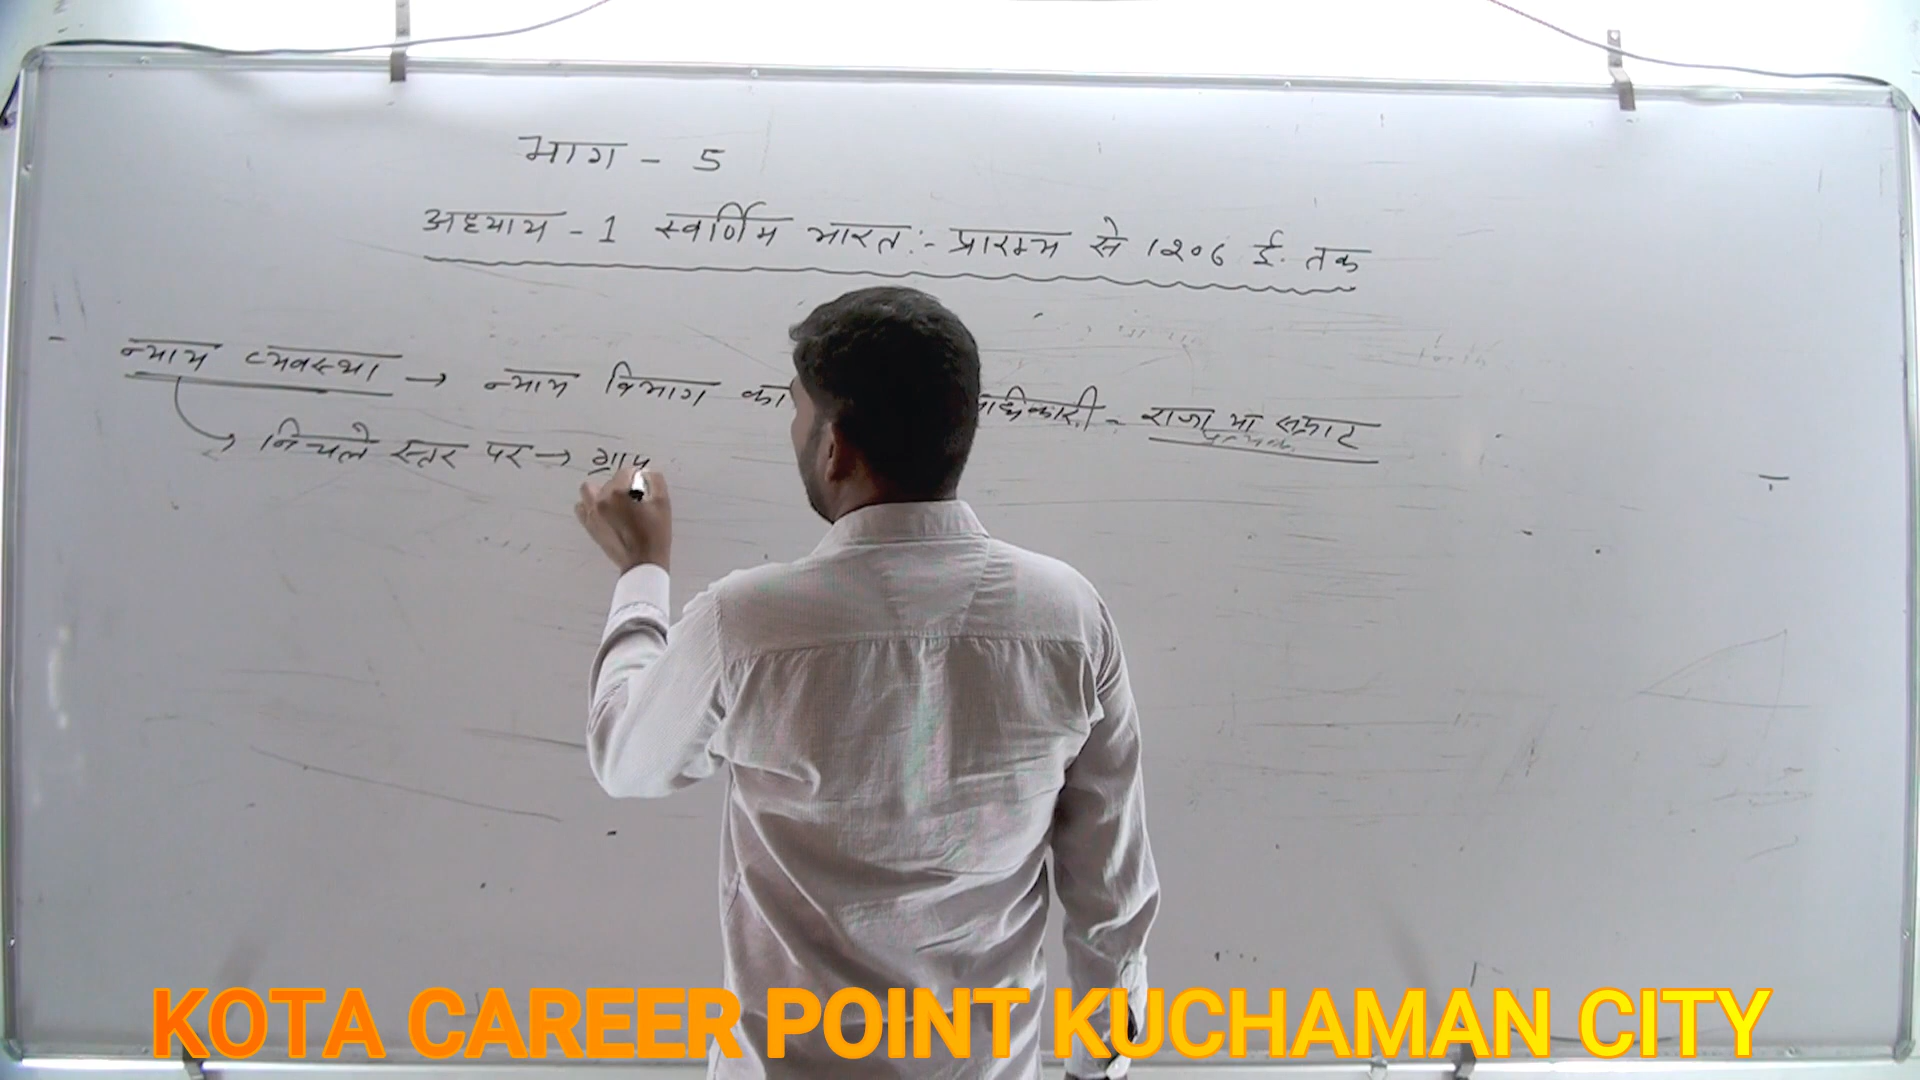 भाग - 5
अध्याय - 1 स्वर्णिम भारत :- प्रारम्भ से 1206 ई. तक
न्याय व्यवस्था → न्याय विभाग का धिकारी - राजा या सम्राट
निचले स्तर पर → ग्राम
KOTA CAREER POINT KUCHAMAN CITY